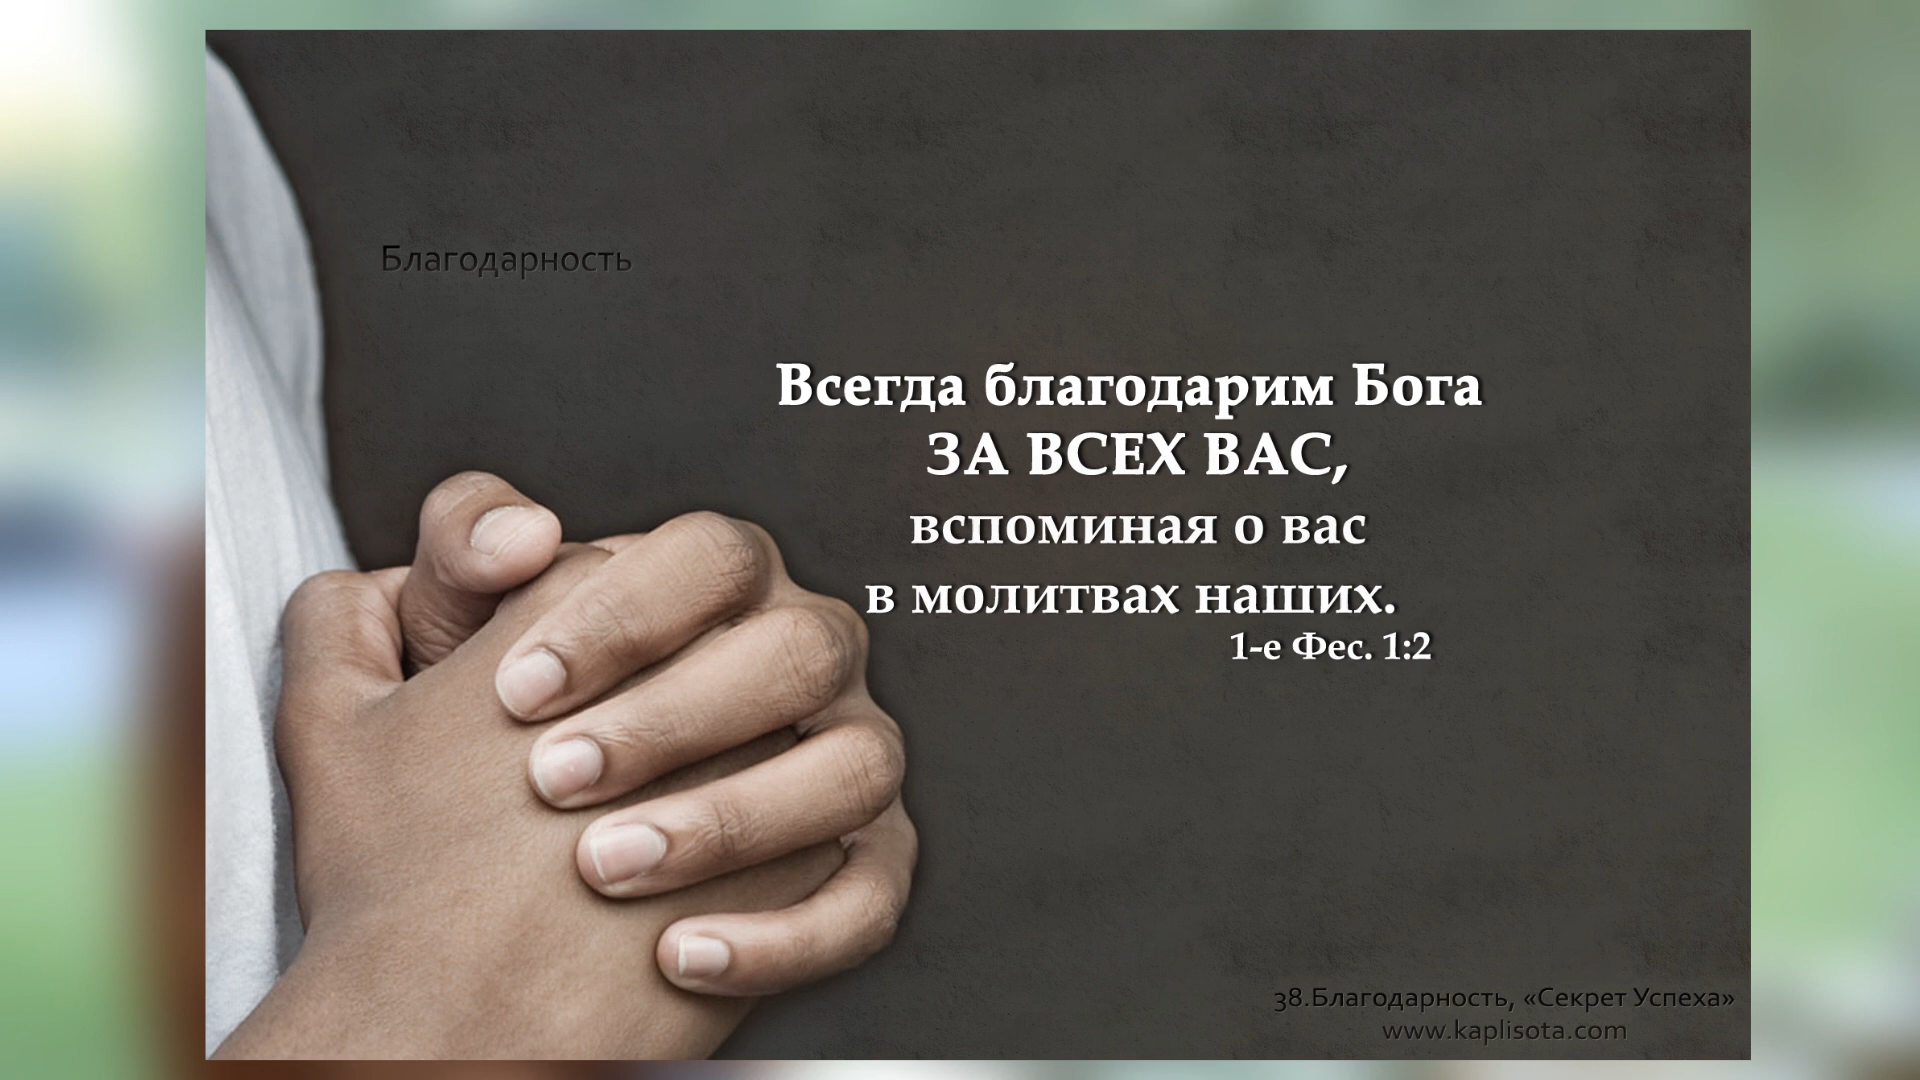 Благодарность
Всегда благодарим Бога
ЗА ВСЕХ ВАС,
вспоминая о вас
в молитвах наших.
1-е Фес. 1:2
38.Благодарность, «Секрет Успеха»
www.kaplisota.com